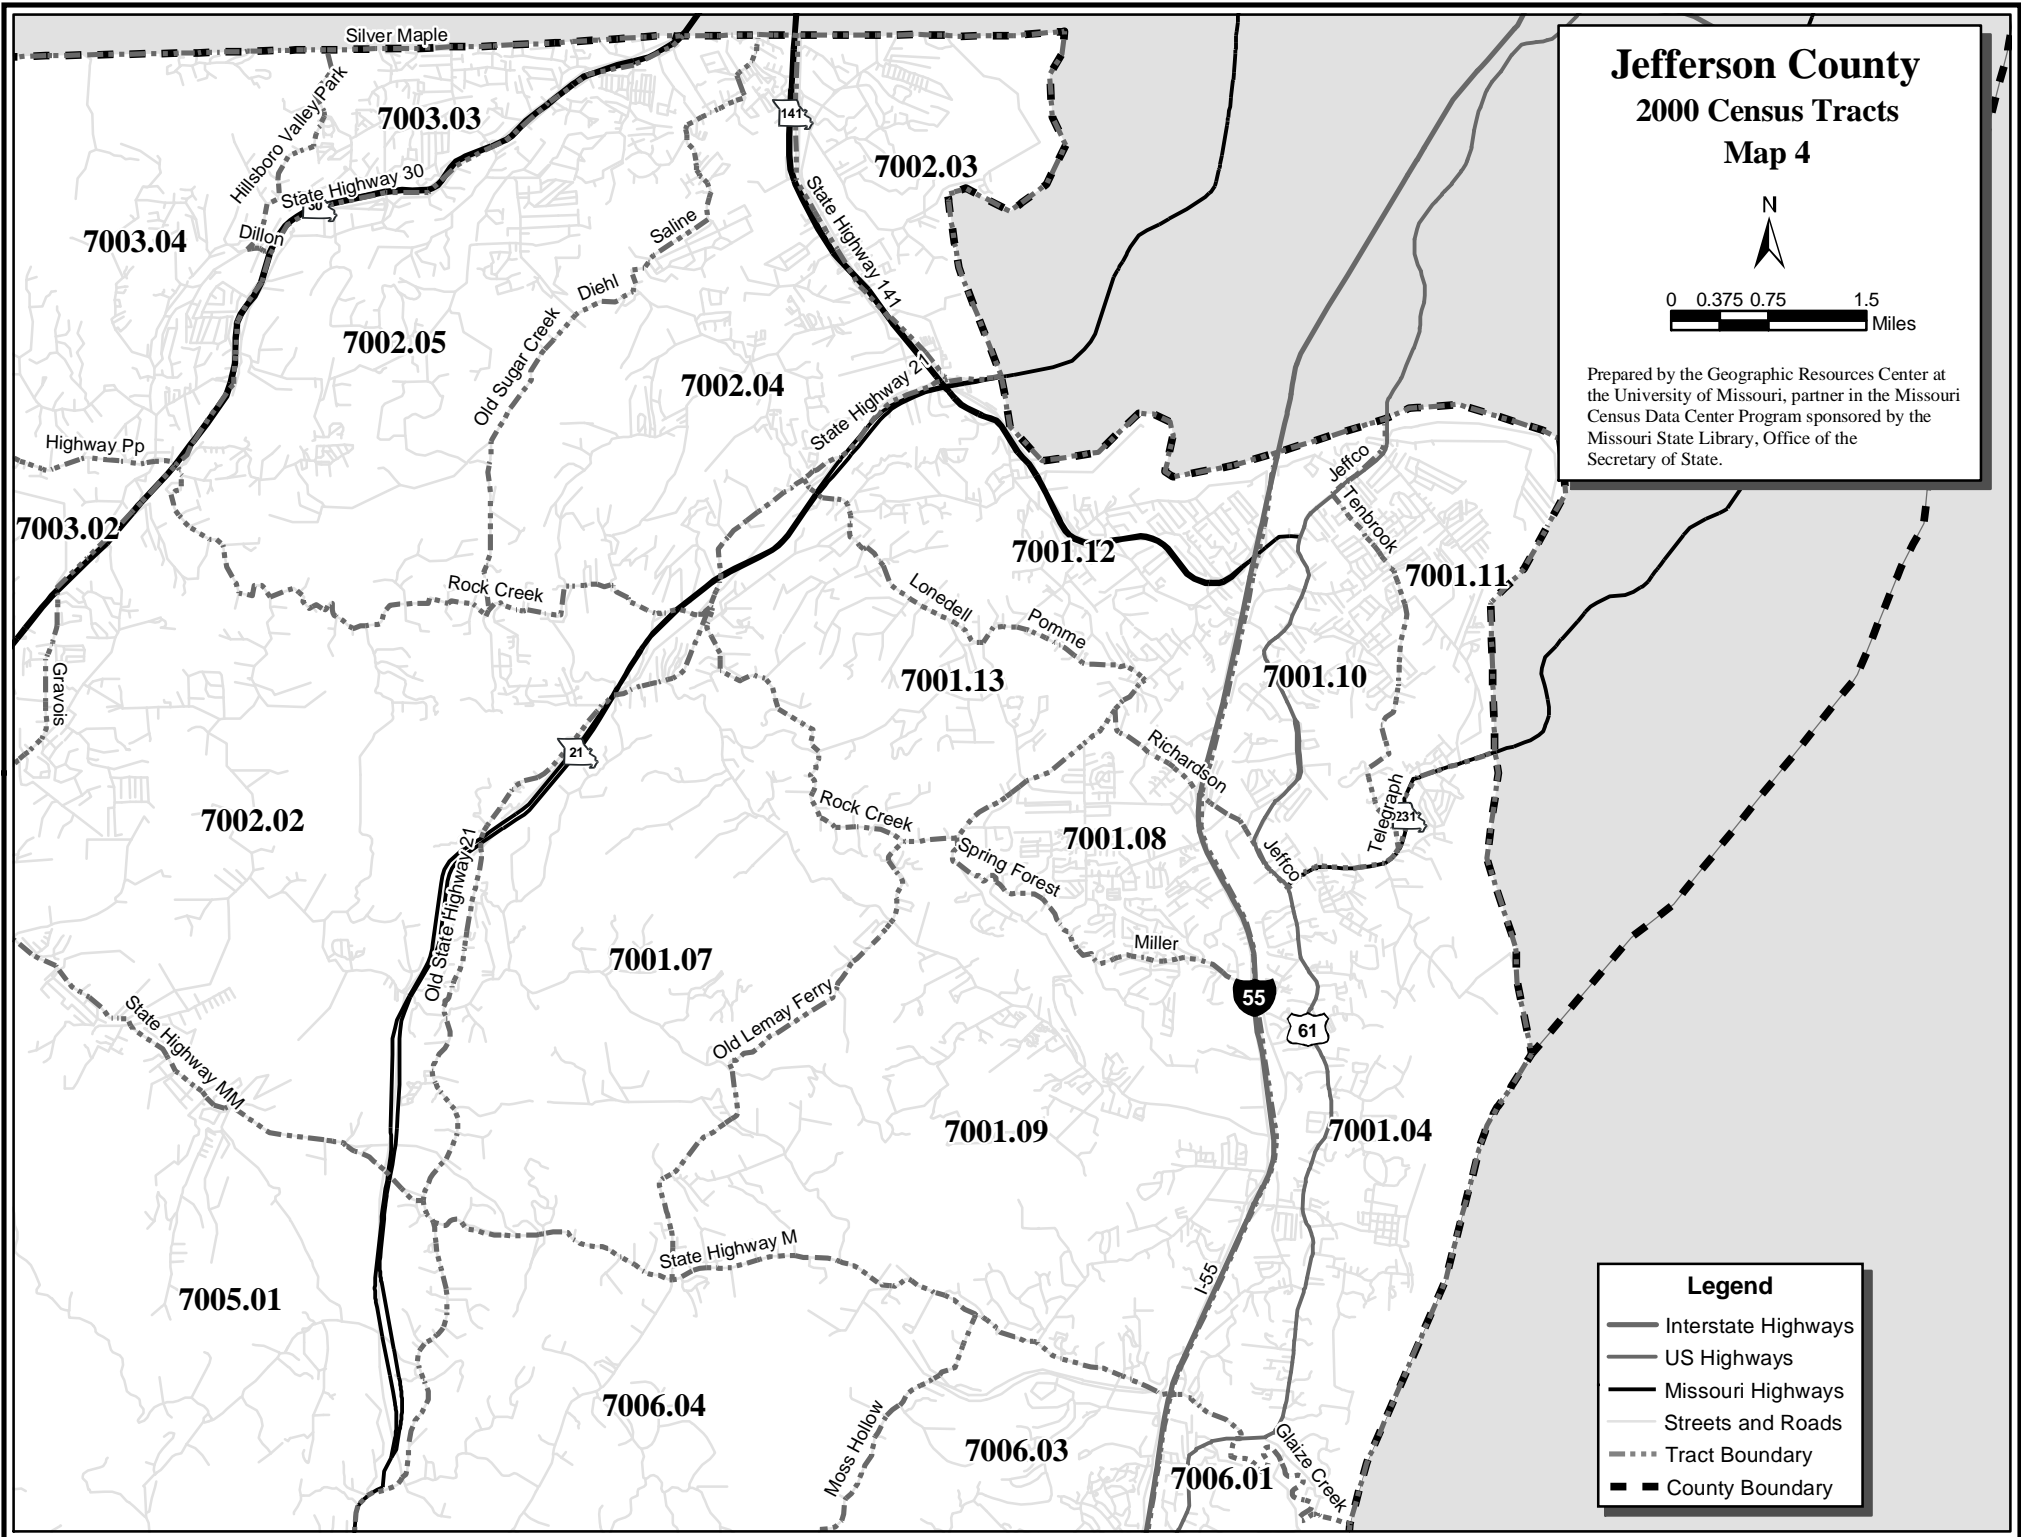 Jefferson County
2000 Census Tracts
Map 4
N
0 0.375 0.75 1.5
Miles
Prepared by the Geographic Resources Center at
the University of Missouri, partner in the Missouri
Census Data Center Program sponsored by the
Missouri State Library, Office of the
Secretary of State.
Silver Maple
Hillsboro Valley Park
7003.03
141
7002.03
State Highway 30
30
Dillon
7003.04
Saline
State Highway 141
Diehl
7002.05
Old Sugar Creek
7002.04
State Highway 21
Highway Pp
7003.02
Jeffco
Tenbrook
7001.12
7001.11
Rock Creek
Lonedell
Pomme
Gravois
7001.13
7001.10
21
Richardson
Telegraph
231
7002.02
Rock Creek
7001.08
Spring Forest
Jeffco
Old State Highway 21
7001.07
Miller
55
61
State Highway MM
Old Lemay Ferry
7001.09
7001.04
State Highway M
I-55
7005.01
7006.04
Moss Hollow
7006.03
7006.01
Glaize Creek
Legend
Interstate Highways
US Highways
Missouri Highways
Streets and Roads
Tract Boundary
County Boundary